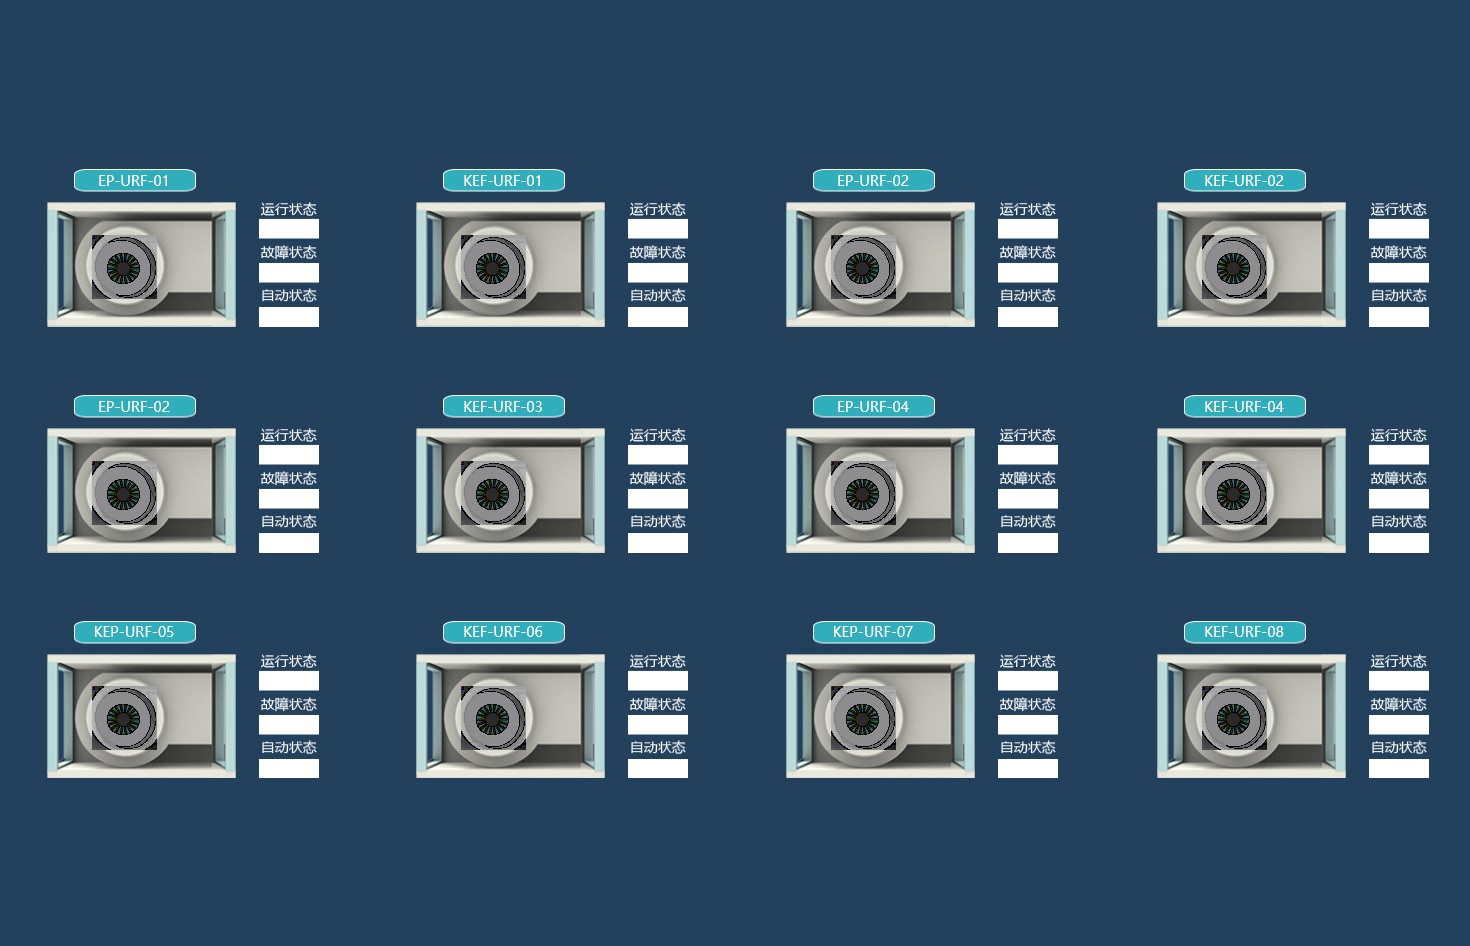 EP-URF-01
运行状态
故障状态
自动状态
KEF-URF-01
运行状态
故障状态
自动状态
EP-URF-02
运行状态
故障状态
自动状态
KEF-URF-02
运行状态
故障状态
自动状态
EP-URF-02
运行状态
故障状态
自动状态
KEF-URF-03
运行状态
故障状态
自动状态
EP-URF-04
运行状态
故障状态
自动状态
KEF-URF-04
运行状态
故障状态
自动状态
KEP-URF-05
运行状态
故障状态
自动状态
KEF-URF-06
运行状态
故障状态
自动状态
KEP-URF-07
运行状态
故障状态
自动状态
KEF-URF-08
运行状态
故障状态
自动状态